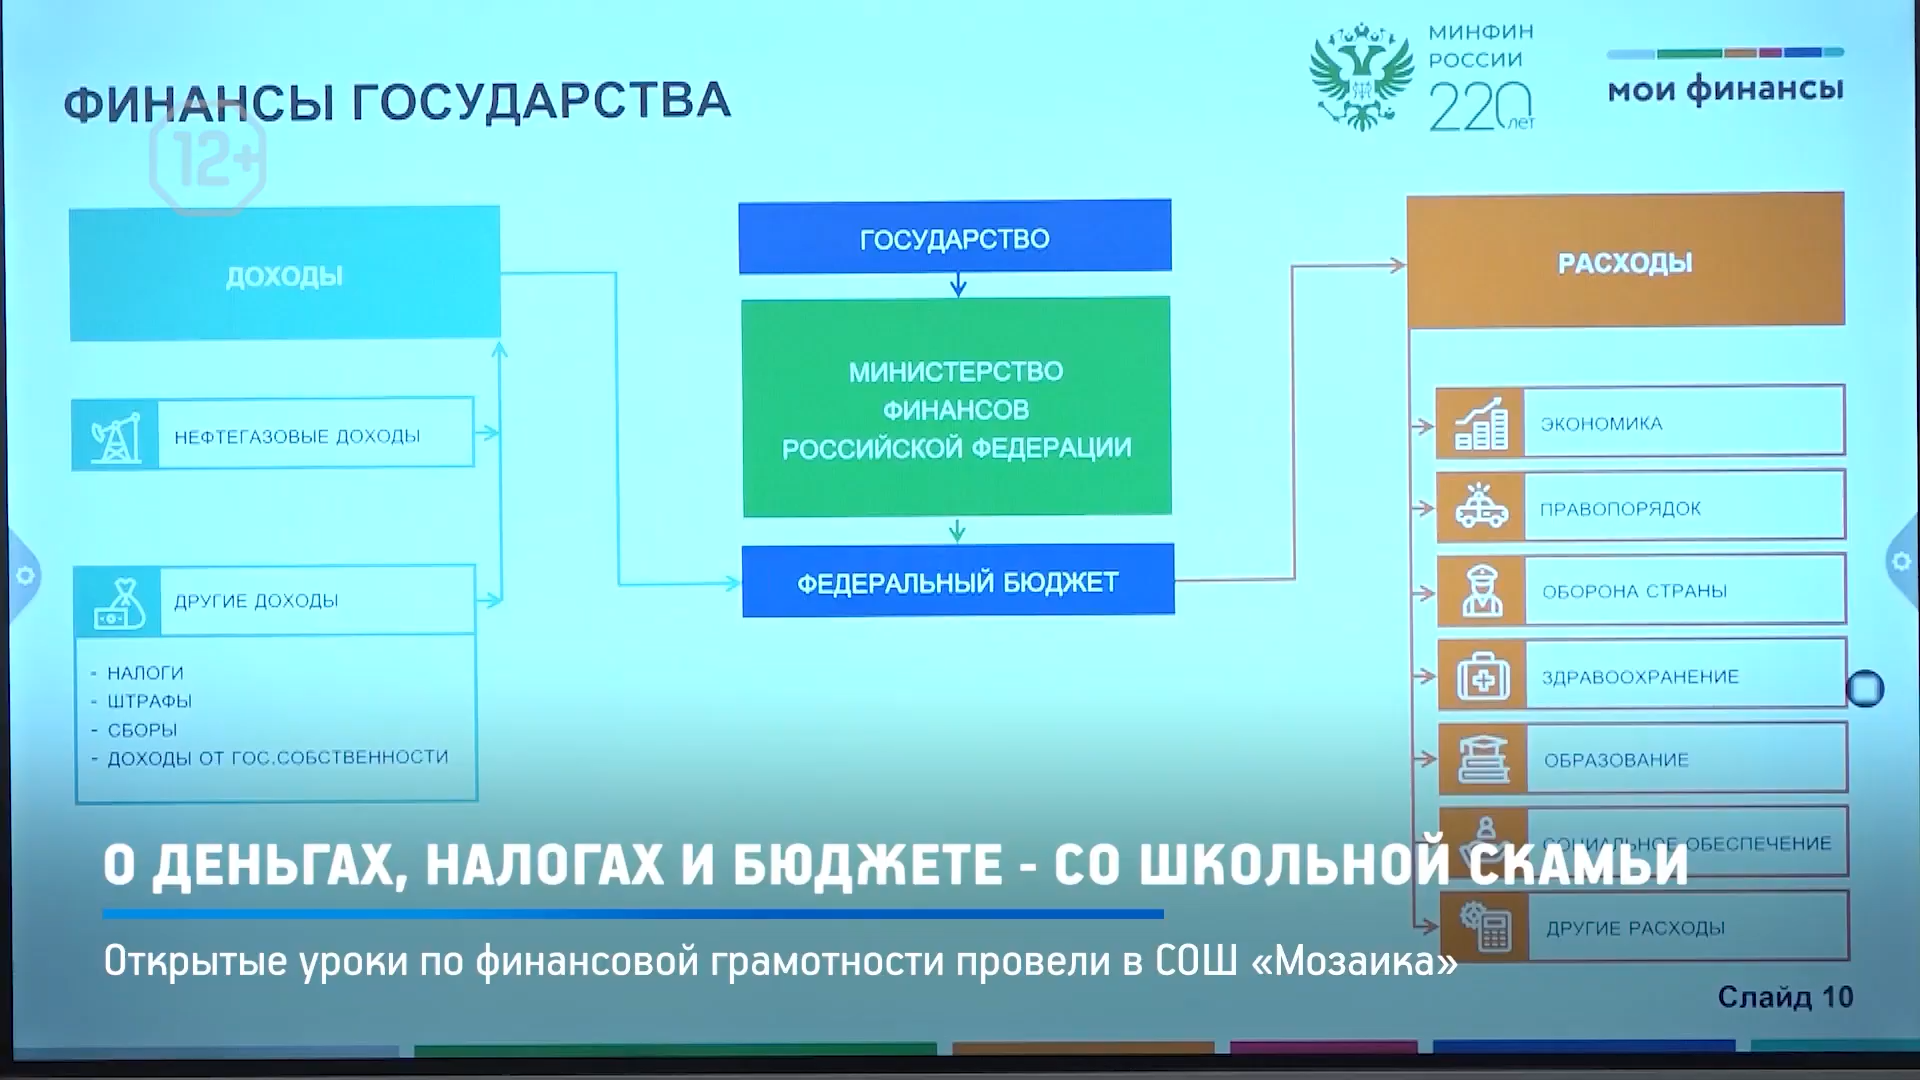 ФИНАНСЫ ГОСУДАРСТВА
12+
МИНФИН
РОССИИ
220 лет
мои финансы
ДОХОДЫ
НЕФТЕГАЗОВЫЕ ДОХОДЫ
ДРУГИЕ ДОХОДЫ
- НАЛОГИ
- ШТРАФЫ
- СБОРЫ
- ДОХОДЫ ОТ ГОС.СОБСТВЕННОСТИ
ГОСУДАРСТВО
МИНИСТЕРСТВО
ФИНАНСОВ
РОССИЙСКОЙ ФЕДЕРАЦИИ
ФЕДЕРАЛЬНЫЙ БЮДЖЕТ
РАСХОДЫ
ЭКОНОМИКА
ПРАВОПОРЯДОК
ОБОРОНА СТРАНЫ
ЗДРАВООХРАНЕНИЕ
ОБРАЗОВАНИЕ
СОЦИАЛЬНОЕ ОБЕСПЕЧЕНИЕ
ДРУГИЕ РАСХОДЫ
О ДЕНЬГАХ, НАЛОГАХ И БЮДЖЕТЕ - СО ШКОЛЬНОЙ СКАМЬИ
Открытые уроки по финансовой грамотности провели в СОШ «Мозаика»
Слайд 10